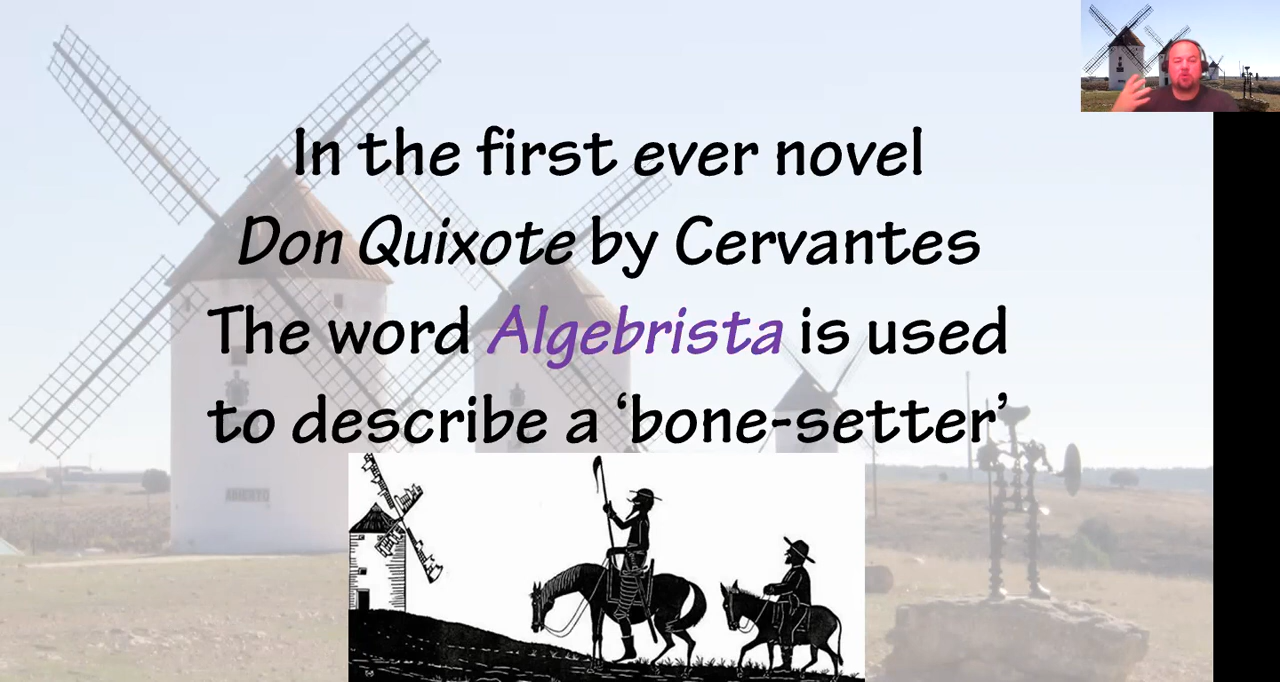 In the first ever novel
Don Quixote by Cervantes
The word Algebrista is used
to describe a ‘bone-setter’